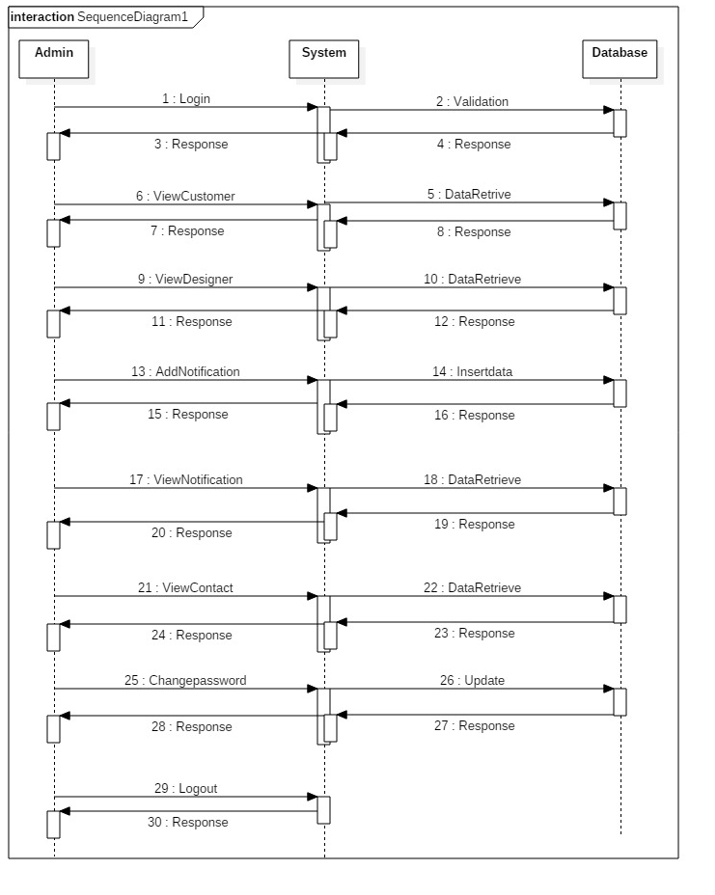 interaction SequenceDiagram1
Admin
System
Database
1 : Login
2 : Validation
3 : Response
4 : Response
6 : ViewCustomer
5 : DataRetrive
7 : Response
8 : Response
9 : ViewDesigner
10 : DataRetrieve
11 : Response
12 : Response
13 : AddNotification
14 : Insertdata
15 : Response
16 : Response
17 : ViewNotification
18 : DataRetrieve
20 : Response
19 : Response
21 : ViewContact
22 : DataRetrieve
24 : Response
23 : Response
25 : Changepassword
26 : Update
28 : Response
27 : Response
29 : Logout
30 : Response